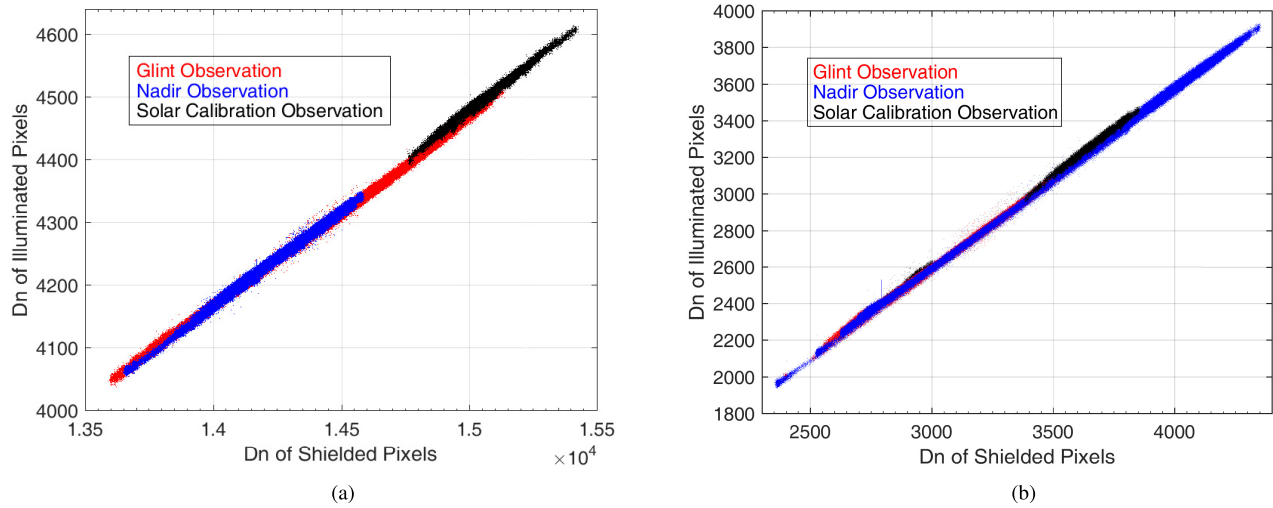 4600
4500
4400
4300
4200
4100
4000
Dn of Illuminated Pixels
Glint Observation
Nadir Observation
Solar Calibration Observation
1.35 1.4 1.45 1.5 1.55
Dn of Shielded Pixels
×10⁴
(a)
4000
3800
3600
3400
3200
3000
2800
2600
2400
2200
2000
1800
Dn of Illuminated Pixels
Glint Observation
Nadir Observation
Solar Calibration Observation
2500 3000 3500 4000
Dn of Shielded Pixels
(b)